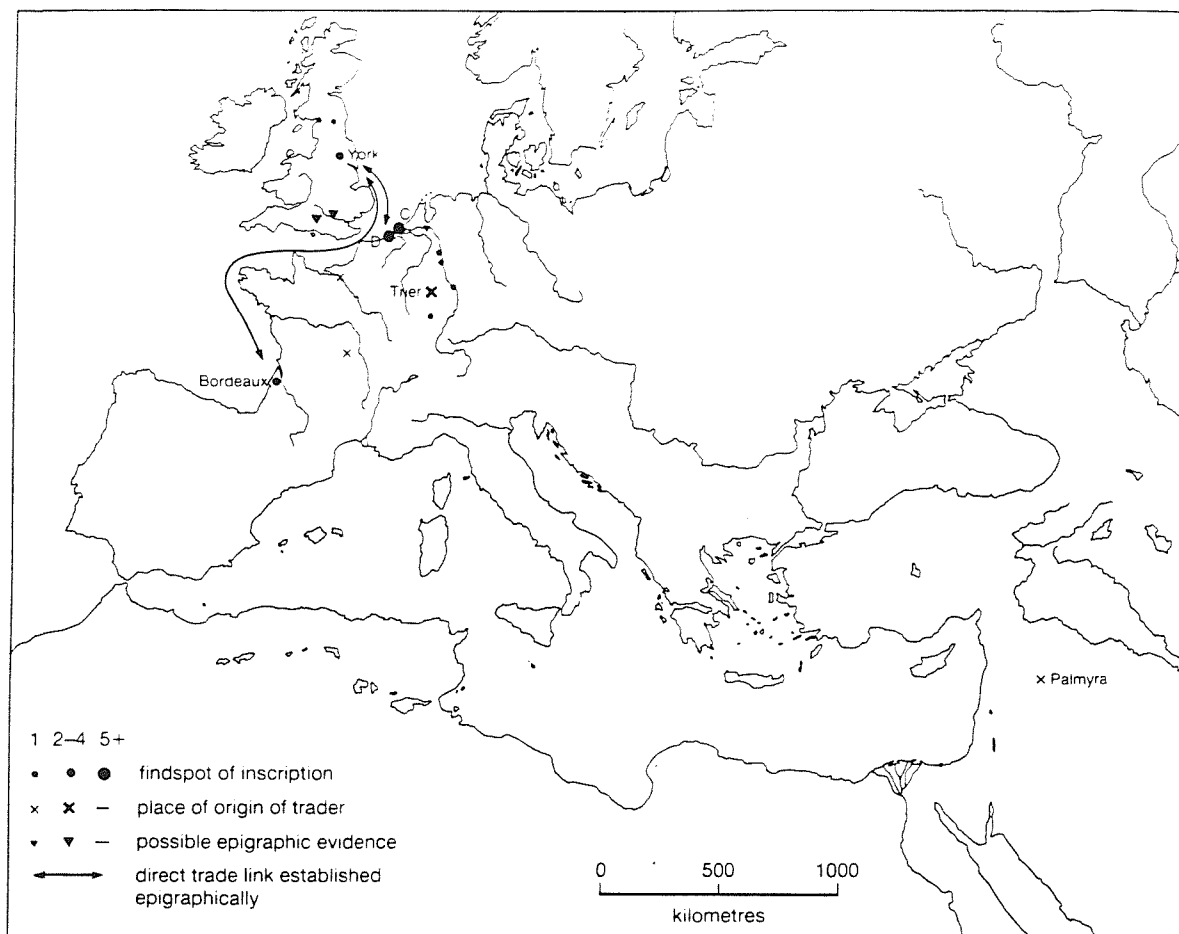 York
C
D
Trier
Bordeaux
Palmyra
1 2–4 5+
findspot of inscription
place of origin of trader
possible epigraphic evidence
direct trade link established
epigraphically
0 500 1000
kilometres